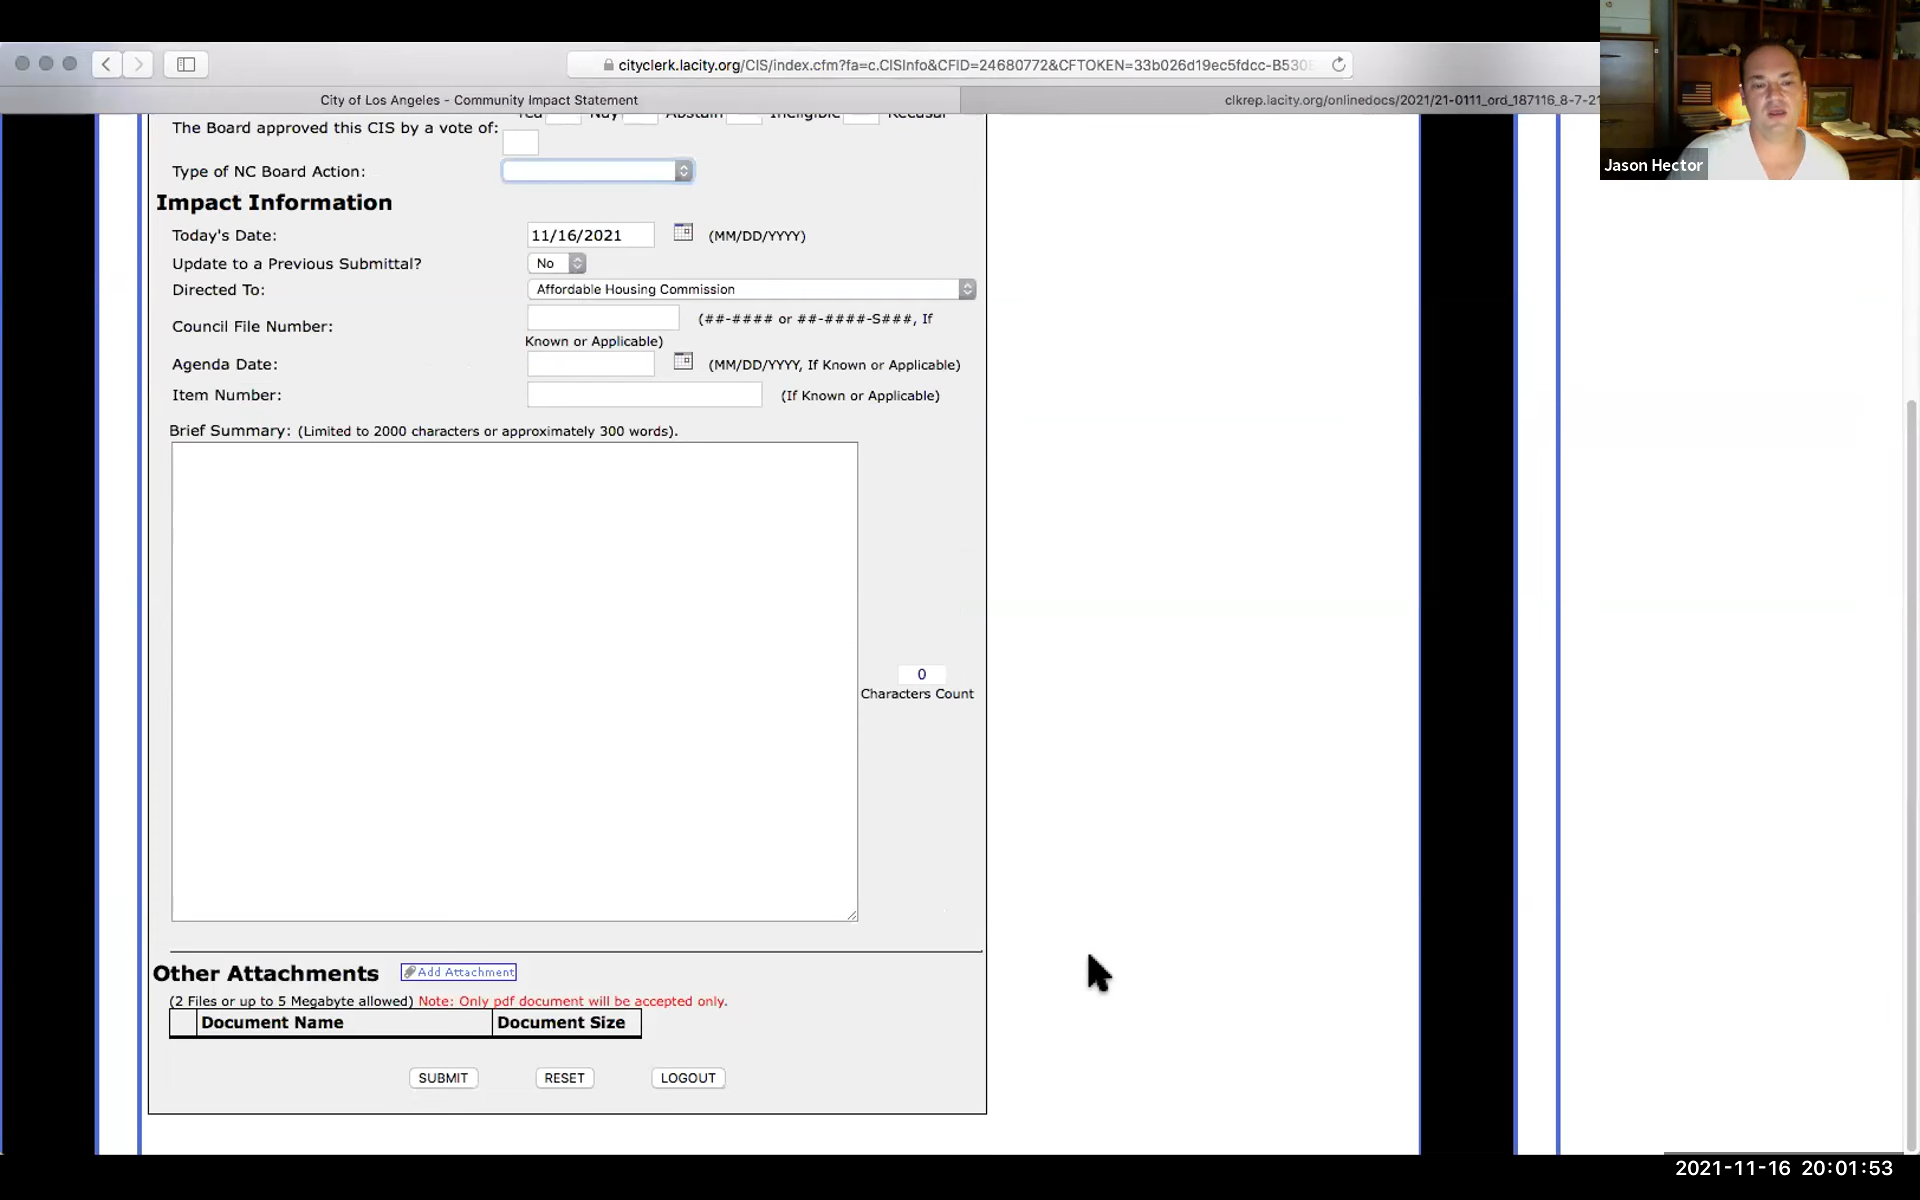 cityclerk.lacity.org/CIS/index.cfm?fa=c.CISInfo&CFID=24680772&CFTOKEN=33b026d19ec5fdcc-B530
City of Los Angeles - Community Impact Statement
clkrep.lacity.org/onlinedocs/2021/21-0111_ord_187116_8-7-21
Jason Hector
Yea Nay Abstain Ineligible Recusal
The Board approved this CIS by a vote of:
Type of NC Board Action:
Impact Information
Today's Date: 11/16/2021 (MM/DD/YYYY)
Update to a Previous Submittal? No
Directed To: Affordable Housing Commission
Council File Number: (##-#### or ##-####-S###, If
Known or Applicable)
Agenda Date: (MM/DD/YYYY, If Known or Applicable)
Item Number: (If Known or Applicable)
Brief Summary: (Limited to 2000 characters or approximately 300 words).
0
Characters Count
Other Attachments Add Attachment
(2 Files or up to 5 Megabyte allowed) Note: Only pdf document will be accepted only.
Document Name Document Size
SUBMIT RESET LOGOUT
2021-11-16 20:01:53